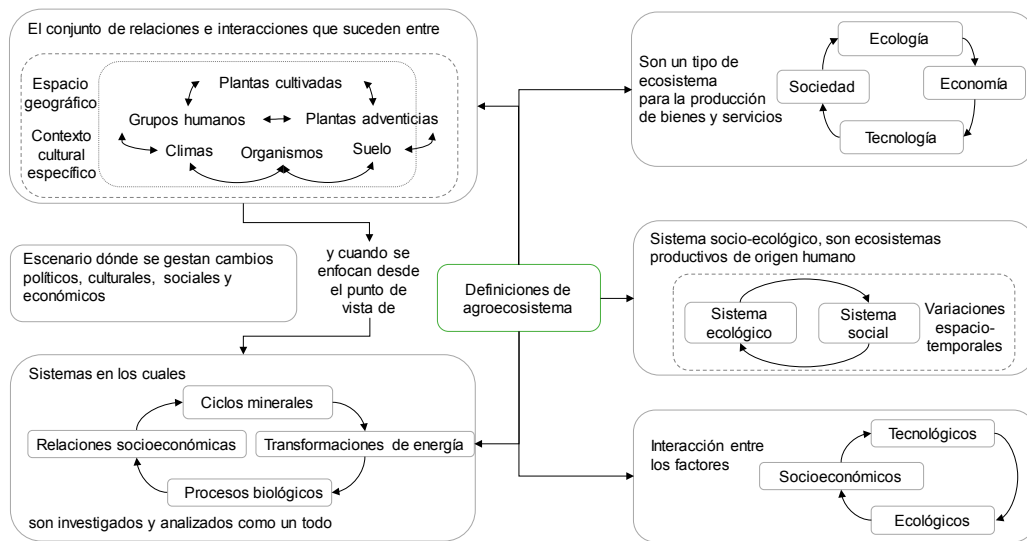 El conjunto de relaciones e interacciones que suceden entre
Espacio
geográfico
Contexto
cultural
específico
Plantas cultivadas
Grupos humanos
Plantas adventicias
Climas
Organismos
Suelo
Escenario dónde se gestan cambios
políticos, culturales, sociales y
económicos
y cuando se
enfocan desde
el punto de
vista de
Sistemas en los cuales
Ciclos minerales
Relaciones socioeconómicas
Transformaciones de energía
Procesos biológicos
son investigados y analizados como un todo
Definiciones de
agroecosistema
Son un tipo de
ecosistema
para la producción
de bienes y servicios
Ecología
Sociedad
Economía
Tecnología
Sistema socio-ecológico, son ecosistemas
productivos de origen humano
Sistema
ecológico
Sistema
social
Variaciones
espacio-
temporales
Interacción entre
los factores
Tecnológicos
Socioeconómicos
Ecológicos